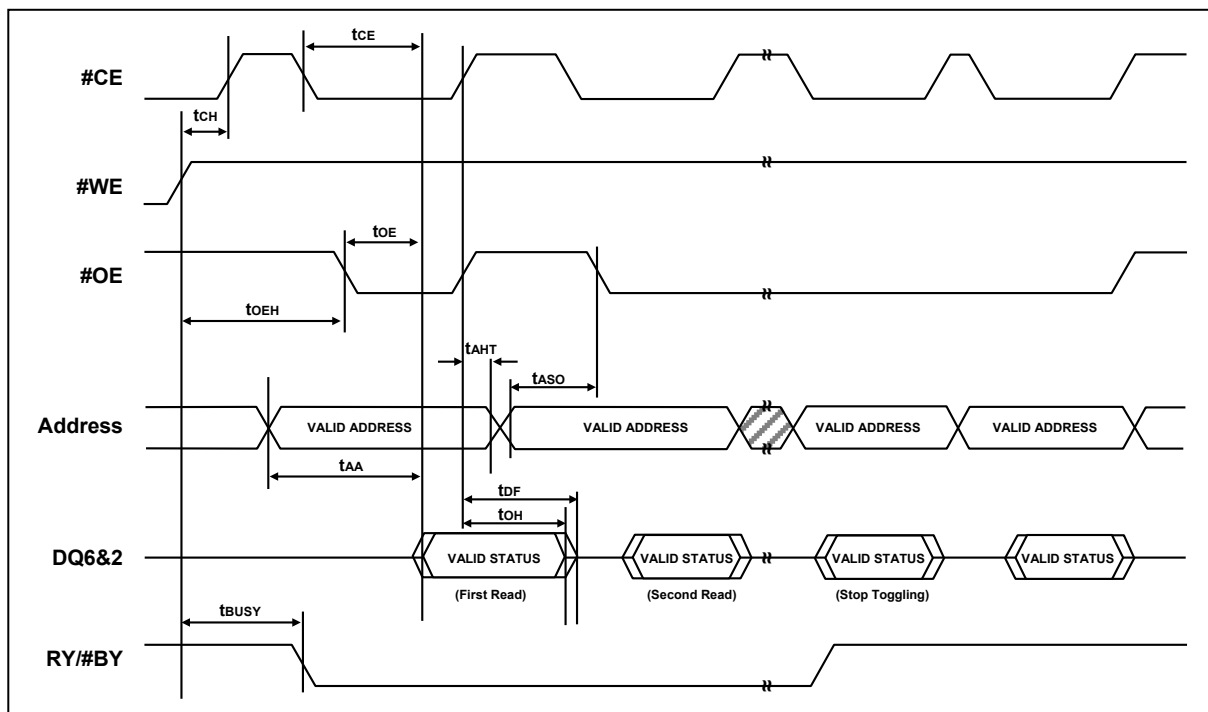 tCE
#CE
tCH
#WE
tOE
#OE
tOEH
tAHT
tASO
Address
VALID ADDRESS
VALID ADDRESS
VALID ADDRESS
VALID ADDRESS
tAA
tDF
tOH
DQ6&2
VALID STATUS
VALID STATUS
VALID STATUS
VALID STATUS
(First Read)
(Second Read)
(Stop Toggling)
tBUSY
RY/#BY